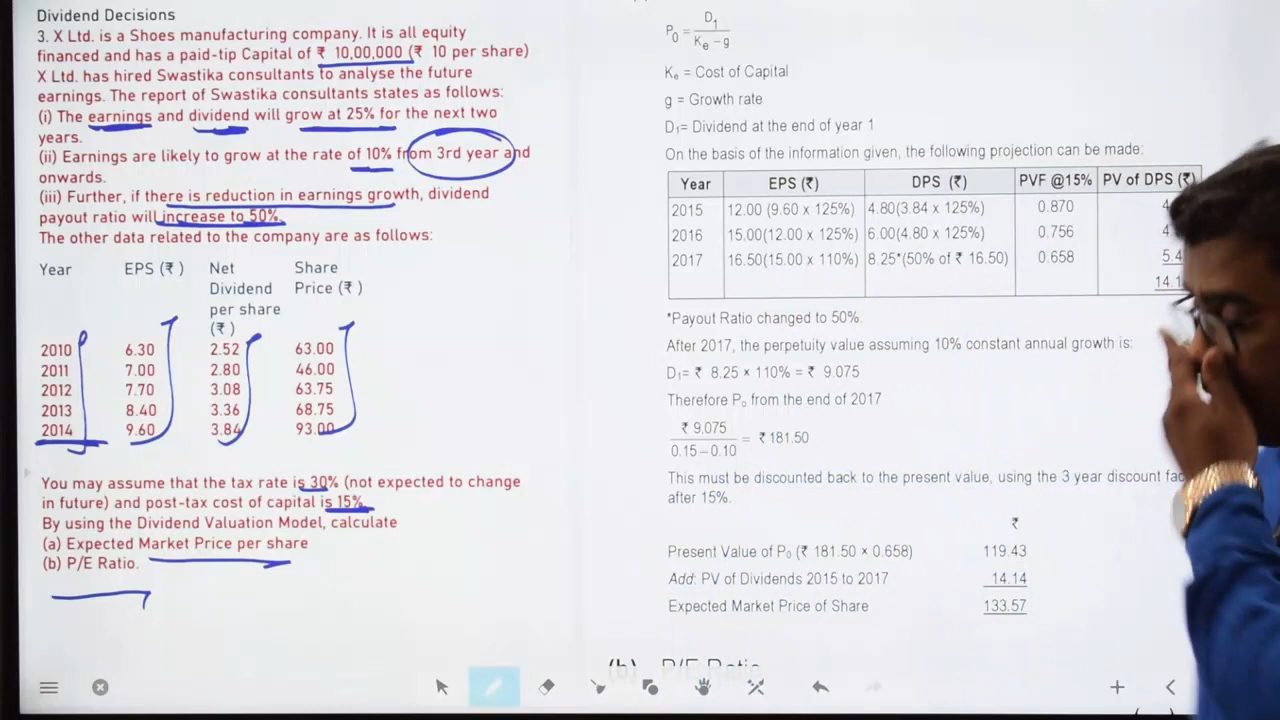 Dividend Decisions
3. X Ltd. is a Shoes manufacturing company. It is all equity
financed and has a paid-tip Capital of ₹ 10,00,000 (₹ 10 per share)
X Ltd. has hired Swastika consultants to analyse the future
earnings. The report of Swastika consultants states as follows:
(i) The earnings and dividend will grow at 25% for the next two
years.
(ii) Earnings are likely to grow at the rate of 10% from 3rd year and
onwards.
(iii) Further, if there is reduction in earnings growth, dividend
payout ratio will increase to 50%.
The other data related to the company are as follows:
Year EPS (₹ ) Net Share
Dividend Price (₹ )
per share
(₹ )
2010 6.30 2.52 63.00
2011 7.00 2.80 46.00
2012 7.70 3.08 63.75
2013 8.40 3.36 68.75
2014 9.60 3.84 93.00
You may assume that the tax rate is 30% (not expected to change
in future) and post-tax cost of capital is 15%.
By using the Dividend Valuation Model, calculate
(a) Expected Market Price per share
(b) P/E Ratio.
P₀ = D₁
Kₑ – g
Kₑ = Cost of Capital
g = Growth rate
D₁= Dividend at the end of year 1
On the basis of the information given, the following projection can be made:
Year EPS (₹) DPS (₹) PVF @15% PV of DPS (₹)
2015 12.00 (9.60 x 125%) 4.80(3.84 x 125%) 0.870 4
2016 15.00(12.00 x 125%) 6.00(4.80 x 125%) 0.756 4
2017 16.50(15.00 x 110%) 8.25*(50% of ₹ 16.50) 0.658 5.4
14.1
*Payout Ratio changed to 50%.
After 2017, the perpetuity value assuming 10% constant annual growth is:
D₁= ₹ 8.25 × 110% = ₹ 9.075
Therefore Pₒ from the end of 2017
₹ 9.075
0.15 – 0.10
= ₹ 181.50
This must be discounted back to the present value, using the 3 year discount fac
after 15%.
₹
Present Value of Pₒ (₹ 181.50 × 0.658) 119.43
Add: PV of Dividends 2015 to 2017 14.14
Expected Market Price of Share 133.57
(b) P/E Ratio